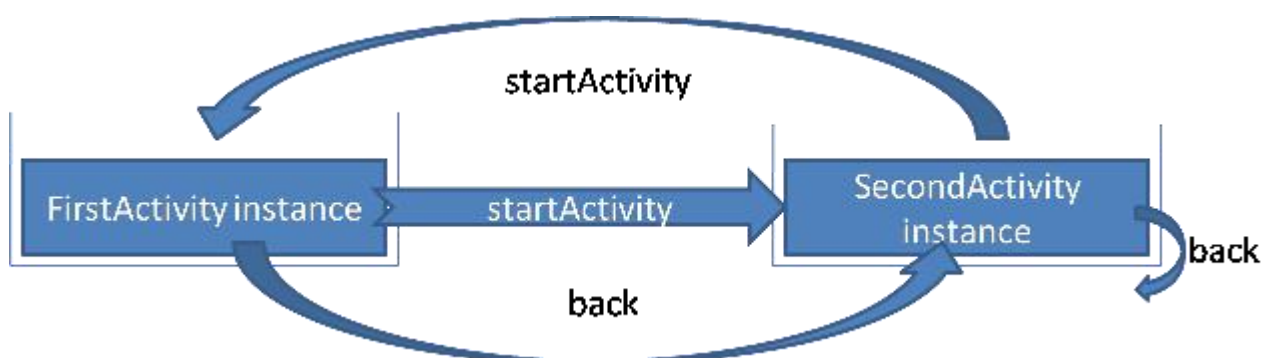 startActivity
FirstActivity instance
startActivity
SecondActivity
instance
back
back